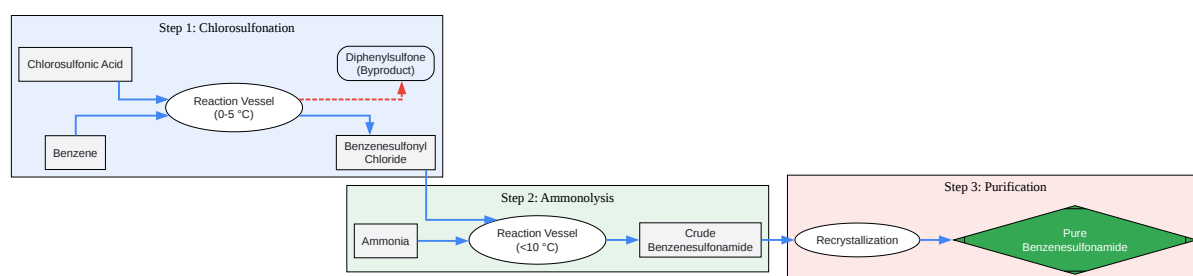 Step 1: Chlorosulfonation
Chlorosulfonic Acid
Diphenylsulfone
(Byproduct)
Reaction Vessel
(0-5 °C)
Benzene
Benzenesulfonyl
Chloride
Step 2: Ammonolysis
Ammonia
Reaction Vessel
(<10 °C)
Crude
Benzenesulfonamide
Step 3: Purification
Recrystallization
Pure
Benzenesulfonamide